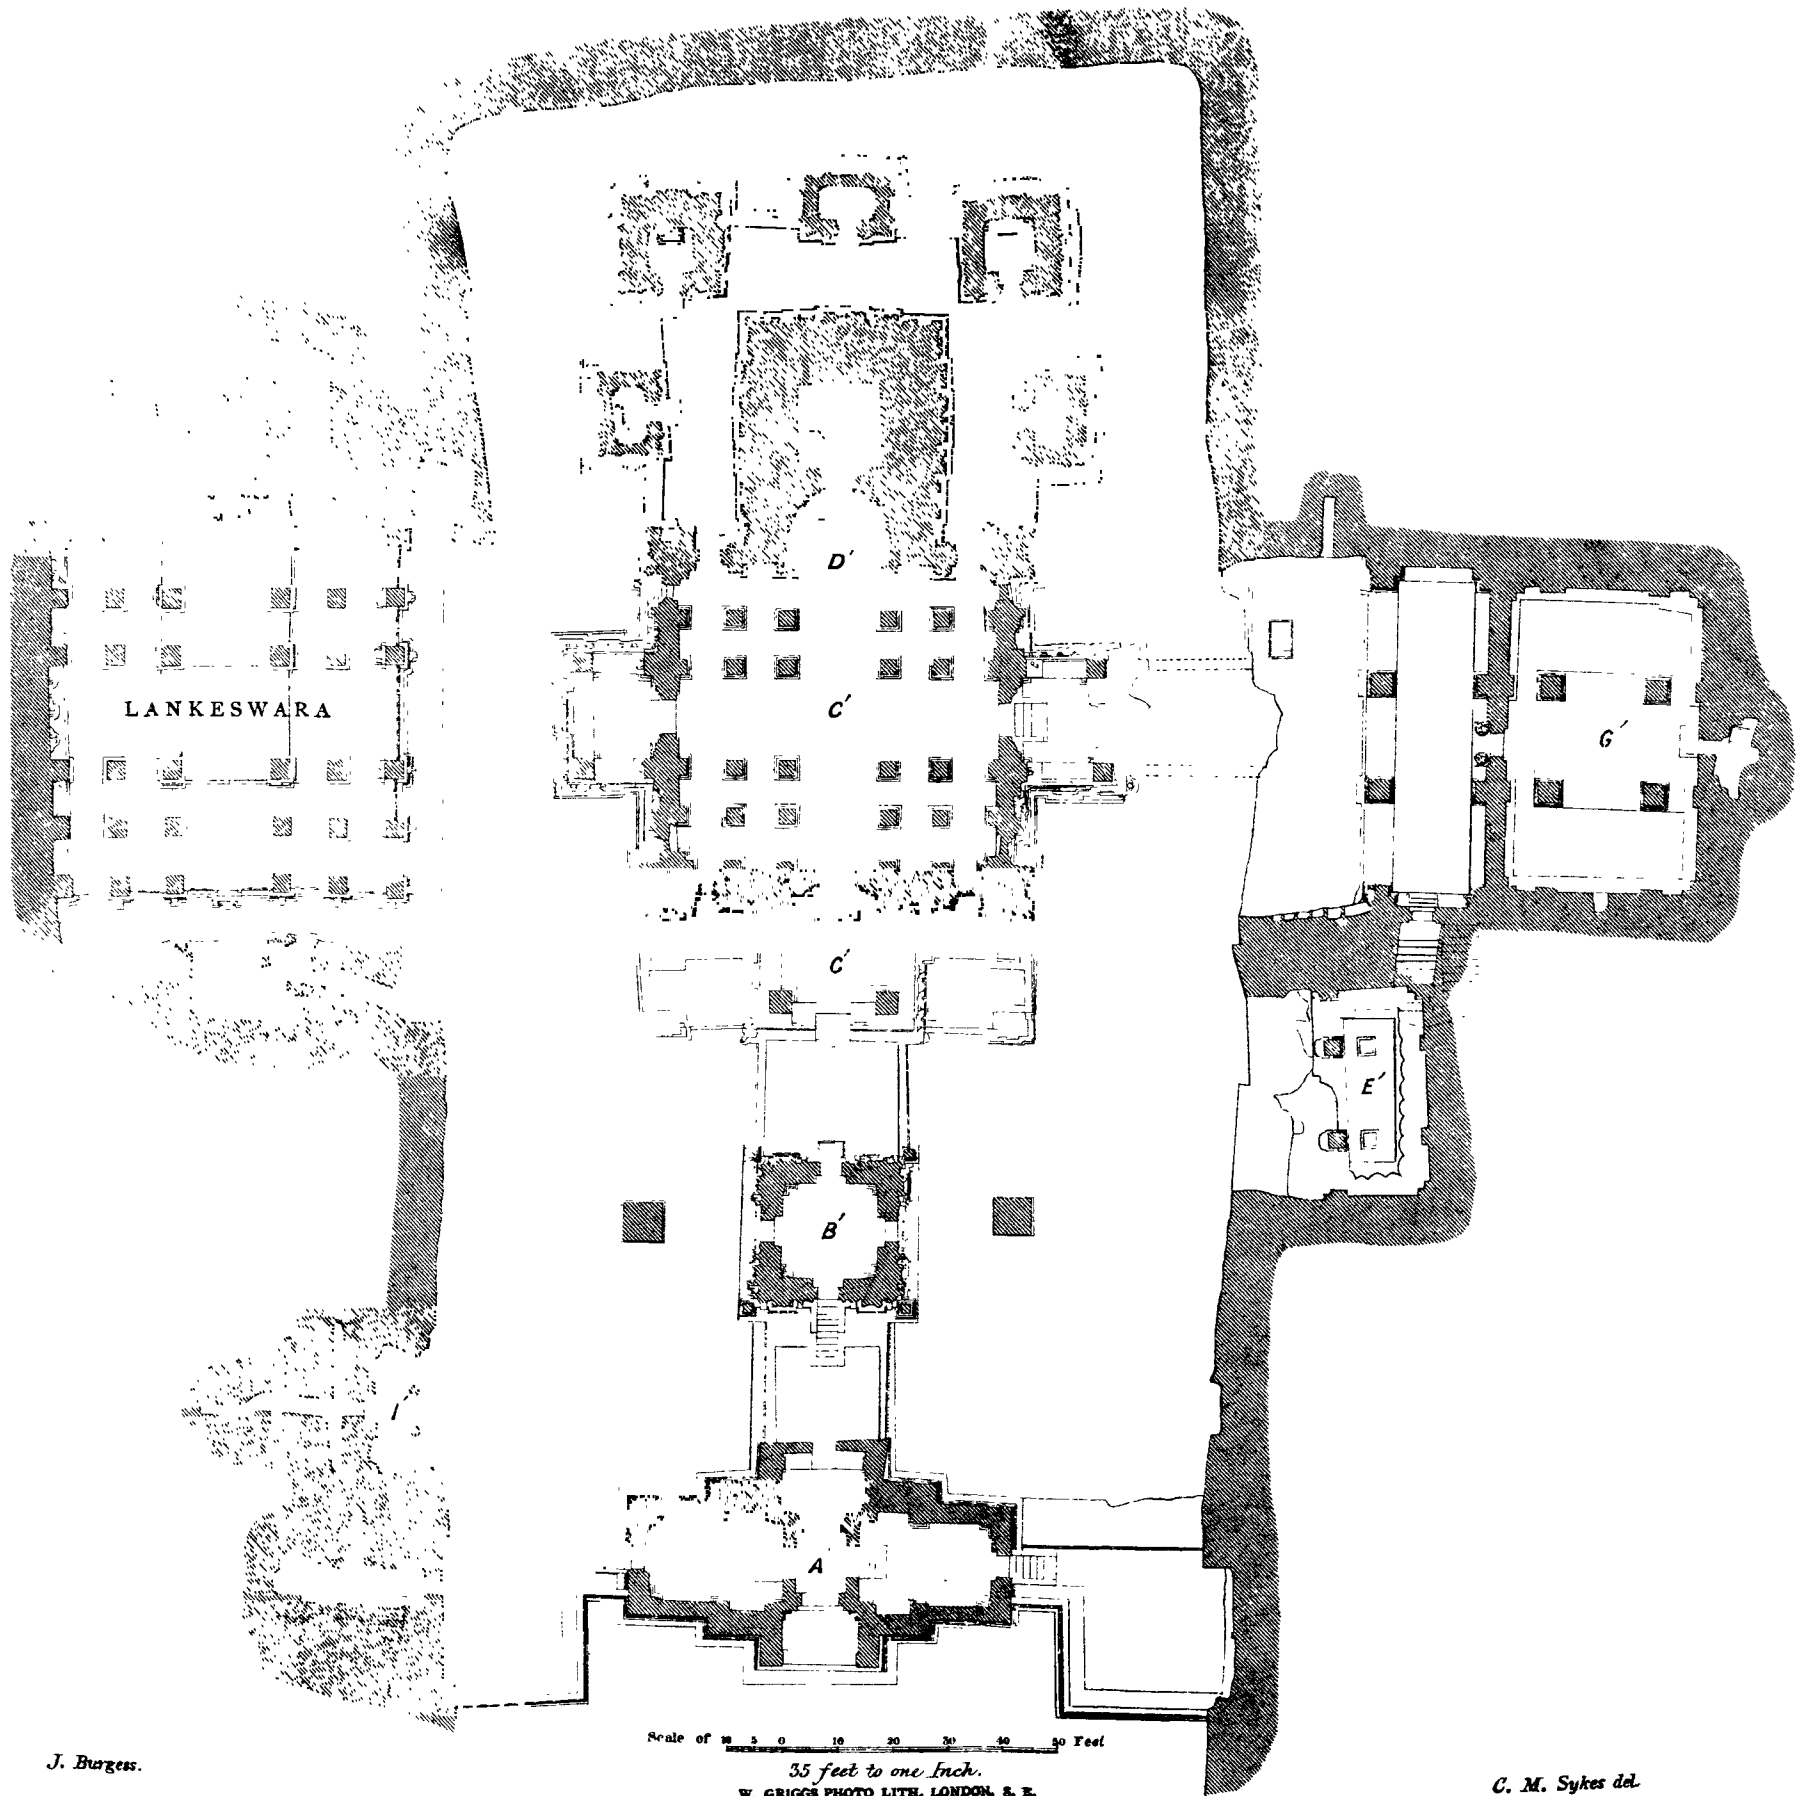 D'
LANKESWARA
C'
G'
C'
E'
B'
A
Scale of 10 5 0 10 20 30 40 50 Feet
35 feet to one Inch.
W. GRIGGS PHOTO LITH. LONDON. S. E.
J. Burgess.
C. M. Sykes del.